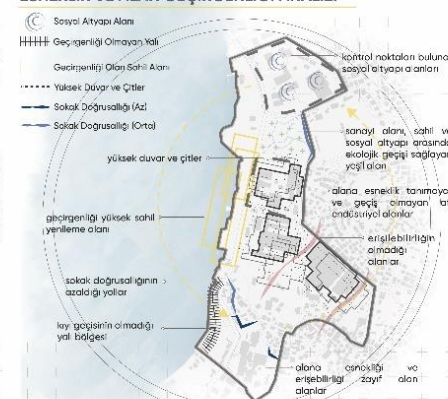 Sosyal Altyapı Alanı
Geçirgenliği Olmayan Yalı
Geçirgenliği Olan Sahil Alanı
Yüksek Duvar ve Çitler
Sokak Doğrusallığı (Az)
Sokak Doğrusallığı (Orta)
kontrol noktaları bulunan
sosyal altyapı alanları
yüksek duvar ve çitler
sanayi alanı, sahil ve
sosyal altyapı arasında
ekolojik geçişi sağlayan
yeşil alan
alana esneklik tanımayan
ve geçiş olmayan
endüstriyel alanlar
geçirgenliği yüksek sahil
yenileme alanı
erişilebilirliğin
olmadığı
alanlar
sokak doğrusallığının
azaldığı yollar
kıyı geçişinin olmadığı
yalı bölgesi
alana esnekliği ve
erişebilirliği zayıf olan
alanlar